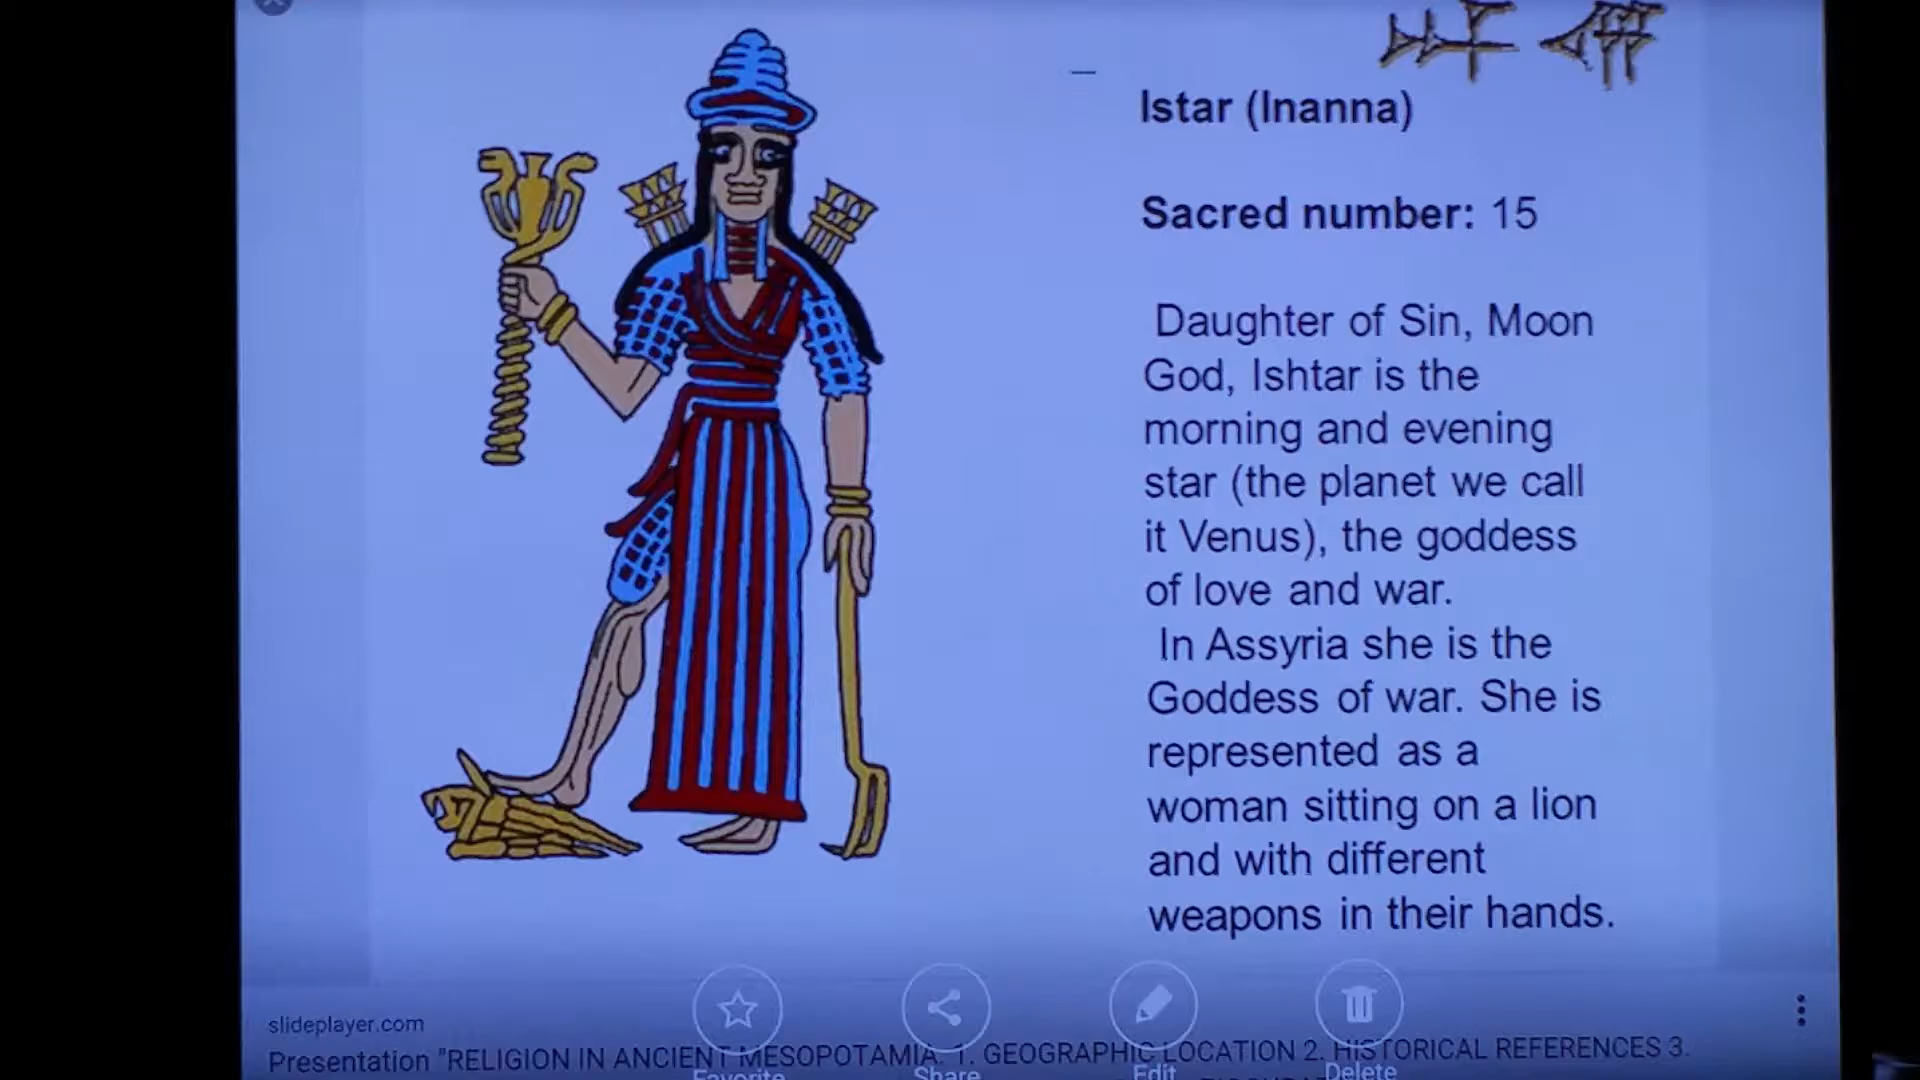 Istar (Inanna)
Sacred number: 15
Daughter of Sin, Moon
God, Ishtar is the
morning and evening
star (the planet we call
it Venus), the goddess
of love and war.
In Assyria she is the
Goddess of war. She is
represented as a
woman sitting on a lion
and with different
weapons in their hands.
slideplayer.com
Presentation "RELIGION IN ANCIENT MESOPOTAMIA. 1. GEOGRAPHIC LOCATION 2. HISTORICAL REFERENCES 3.
Favorite Share Edit Delete